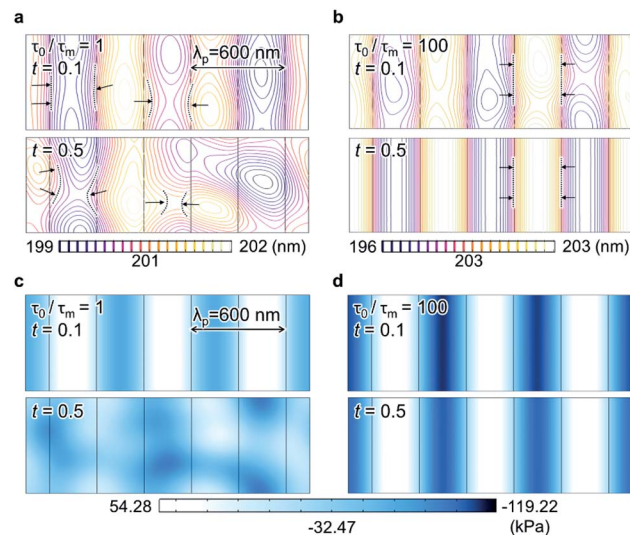 a
τ₀ / τₘ = 1
t = 0.1
λₚ=600 nm
t = 0.5
199
202 (nm)
201
b
τ₀ / τₘ = 100
t = 0.1
t = 0.5
196
203 (nm)
203
c
τ₀ / τₘ = 1
t = 0.1
λₚ=600 nm
t = 0.5
d
τ₀ / τₘ = 100
t = 0.1
t = 0.5
54.28
-119.22
-32.47
(kPa)